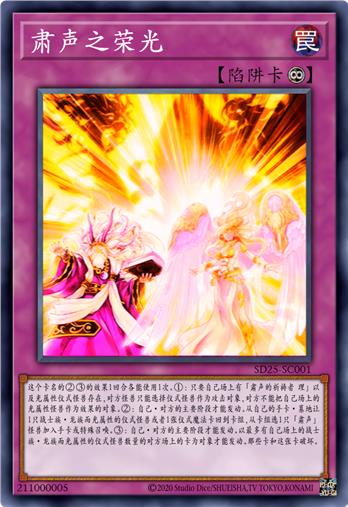 肃声之荣光
罠
【陷阱卡】
SD25-SC001
这个卡名的②③的效果1回合各能使用1次。①：只要自己场上有「肃声的祈祷者 理」以
及光属性仪式怪兽存在，对方怪兽只能选择仪式怪兽作为攻击对象，对方不能把自己场上的
光属性怪兽作为效果的对象。②：自己·对方的主要阶段才能发动。从自己的手卡·墓地让
1只战士族·龙族而光属性的仪式怪兽或者1张仪式魔法卡回到卡组，从卡组选1只「肃声」
怪兽加入手卡或特殊召唤。③：自己·对方的主要阶段才能发动。以最多有自己场上的战士
族·龙族而光属性的仪式怪兽数量的对方场上的卡为对象才能发动。那些卡和这张卡破坏。
211000005
©2020 Studio Dice/SHUEISHA,TV TOKYO,KONAMI